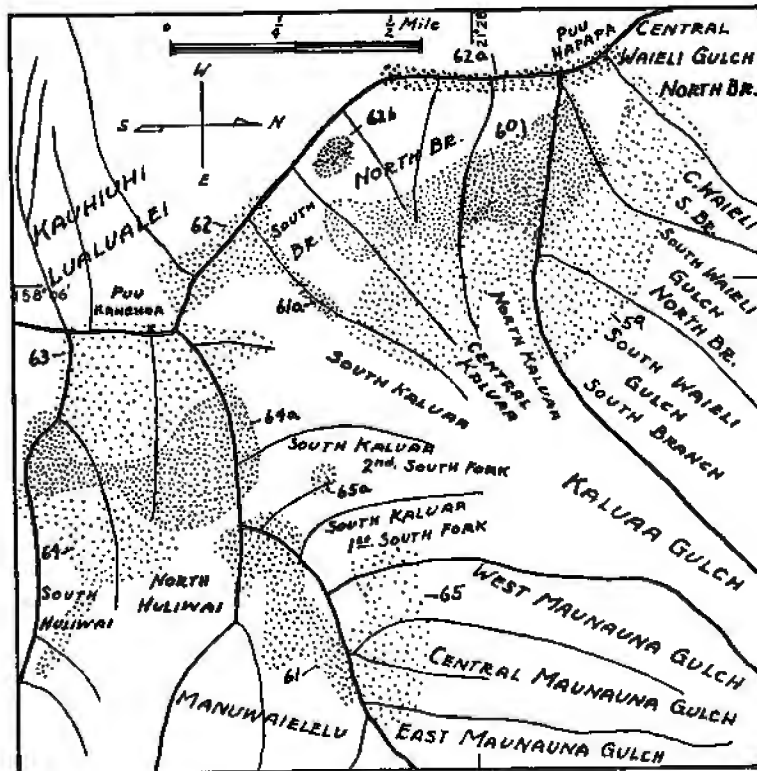 0 1/4 1/2 Mile
21°28'
PUU
HAPAPA
CENTRAL
WAIELI GULCH
NORTH BR.
62a
W
S N
E
62b
60
NORTH BR.
C. WAIELI
S. BR.
KAUHIUHI
LUALUALEI
62
SOUTH
BR.
SOUTH WAIELI
GULCH
NORTH BR.
158°06'
PUU
KANEHOA
61a
59
63
NORTH KALUAA
CENTRAL
KALUAA
SOUTH KALUAA
SOUTH WAIELI
GULCH
SOUTH BRANCH
64a
SOUTH KALUAA
2nd. SOUTH FORK
65a
SOUTH KALUAA
1st SOUTH FORK
KALUAA GULCH
64
SOUTH
HULIWAI
NORTH
HULIWAI
65
WEST MAUNAUNA GULCH
CENTRAL MAUNAUNA GULCH
61
MANUWAIELELU
EAST MAUNAUNA GULCH